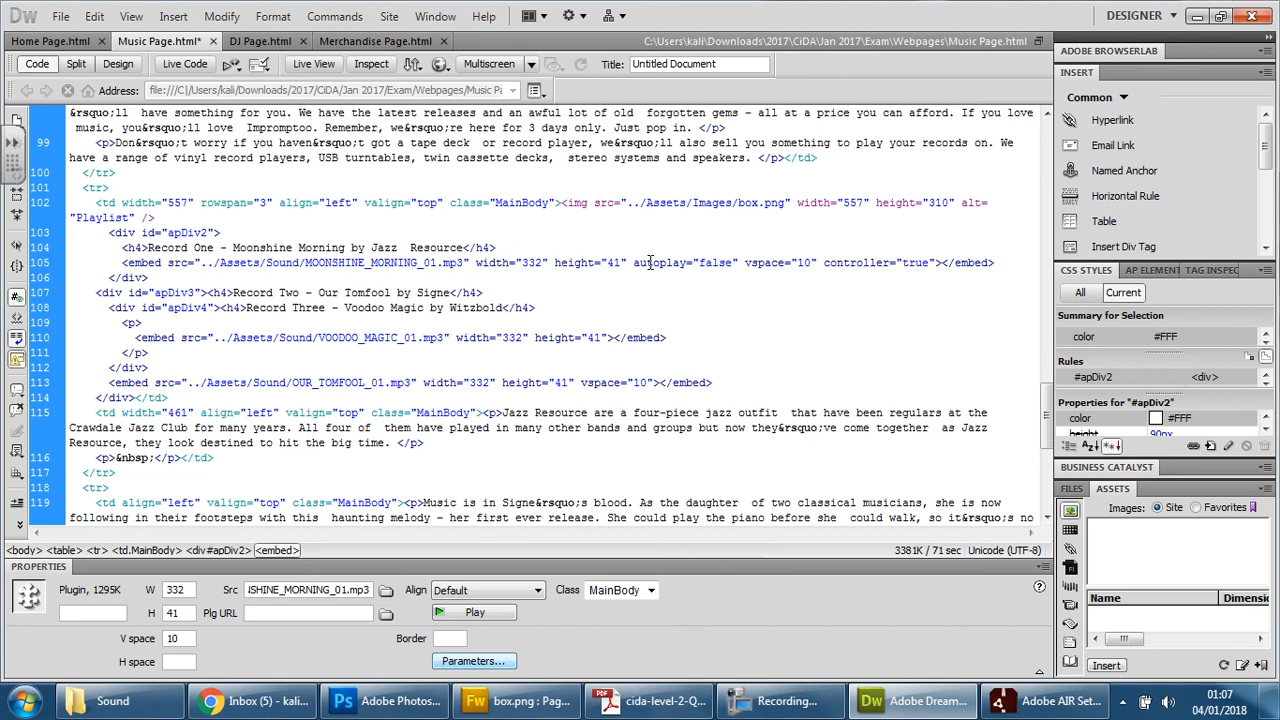 Dw File Edit View Insert Modify Format Commands Site Window Help DESIGNER
Home Page.html Music Page.html* DJ Page.html Merchandise Page.html C:\Users\kali\Downloads\2017\CiDA\Jan 2017\Exam\Webpages\Music Page.html
Code Split Design Live Code Live View Inspect Multiscreen Title: Untitled Document
Address: file:///C|/Users/kali/Downloads/2017/CiDA/Jan 2017/Exam/Webpages/Music Pa
&rsquo;ll have something for you. We have the latest releases and an awful lot of old forgotten gems - all at a price you can afford. If you love
music, you&rsquo;ll love Impromptoo. Remember, we&rsquo;re here for 3 days only. Just pop in. </p>
99 <p>Don&rsquo;t worry if you haven&rsquo;t got a tape deck or record player, we&rsquo;ll also sell you something to play your records on. We
have a range of vinyl record players, USB turntables, twin cassette decks, stereo systems and speakers. </p></td>
100 </tr>
101 <tr>
102 <td width="557" rowspan="3" align="left" valign="top" class="MainBody"><img src="../Assets/Images/box.png" width="557" height="310" alt=
"Playlist" />
103 <div id="apDiv2">
104 <h4>Record One - Moonshine Morning by Jazz Resource</h4>
105 <embed src="../Assets/Sound/MOONSHINE_MORNING_01.mp3" width="332" height="41" autoplay="false" vspace="10" controller="true"></embed>
106 </div>
107 <div id="apDiv3"><h4>Record Two - Our Tomfool by Signe</h4>
108 <div id="apDiv4"><h4>Record Three - Voodoo Magic by Witzbold</h4>
109 <p>
110 <embed src="../Assets/Sound/VOODOO_MAGIC_01.mp3" width="332" height="41"></embed>
111 </p>
112 </div>
113 <embed src="../Assets/Sound/OUR_TOMFOOL_01.mp3" width="332" height="41" vspace="10"></embed>
114 </div></td>
115 <td width="461" align="left" valign="top" class="MainBody"><p>Jazz Resource are a four-piece jazz outfit that have been regulars at the
Crawdale Jazz Club for many years. All four of them have played in many other bands and groups but now they&rsquo;ve come together as Jazz
Resource, they look destined to hit the big time. </p>
116 <p>&nbsp;</p></td>
117 </tr>
118 <tr>
119 <td align="left" valign="top" class="MainBody"><p>Music is in Signe&rsquo;s blood. As the daughter of two classical musicians, she is now
following in their footsteps with this haunting melody - her first ever release. She could play the piano before she could walk, so it&rsquo;s no
<body> <table> <tr> <td.MainBody> <div#apDiv2> <embed> 3381K / 71 sec Unicode (UTF-8)
PROPERTIES
Plugin, 1295K W 332 Src ISHINE_MORNING_01.mp3 Align Default Class MainBody
H 41 Plg URL Play
V space 10 Border
H space Parameters...
ADOBE BROWSERLAB
INSERT
Common
Hyperlink
Email Link
Named Anchor
Horizontal Rule
Table
Insert Div Tag
CSS STYLES AP ELEMENT TAG INSPEC
All Current
Summary for Selection
color #FFF
Rules
#apDiv2 <div>
Properties for "#apDiv2"
color #FFF
height 90px
BUSINESS CATALYST
FILES ASSETS
Images: Site Favorites
Name Dimensio
Insert
Sound Inbox (5) - kali... Ps Adobe Photos... Fw box.png : Pag... PDF cida-level-2-Q... Recording... Dw Adobe Dream... Adobe AIR Set... 01:07
04/01/2018